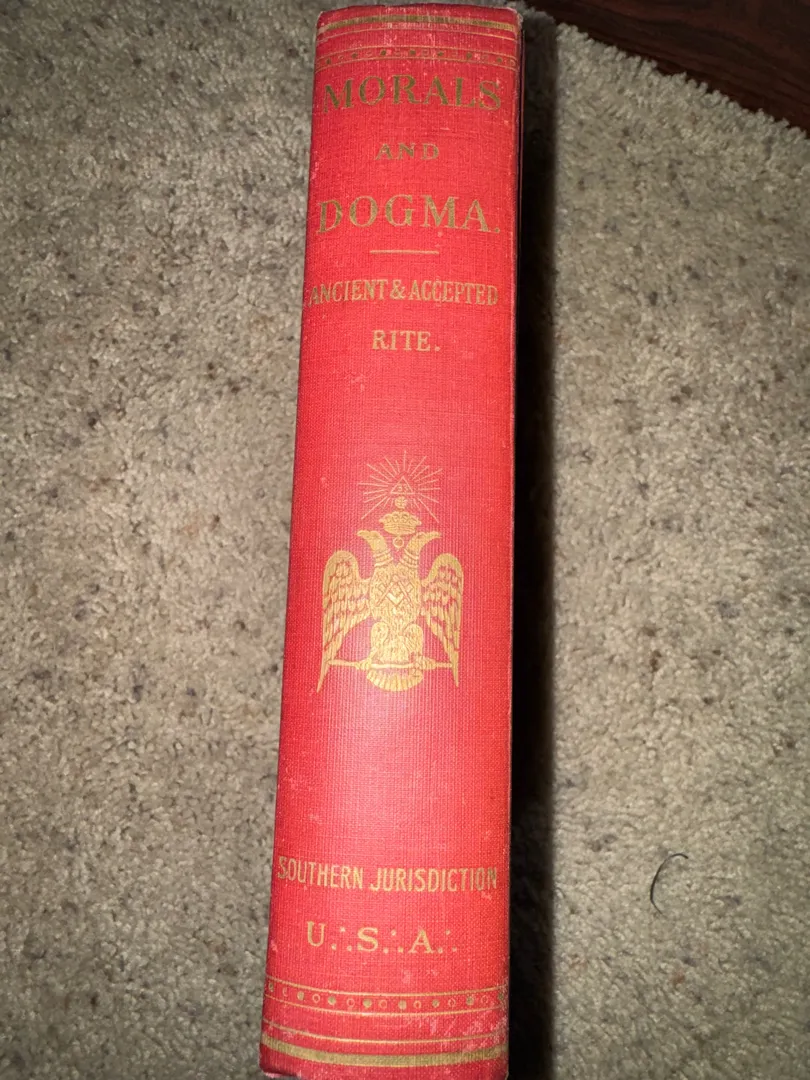 MORALS
AND
DOGMA.
ANCIENT & ACCEPTED
RITE.
SOUTHERN JURISDICTION
U∴S∴A∴